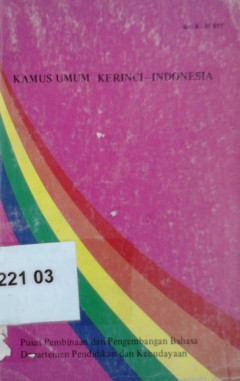 KAMUS UMUM KERINCI-INDONESIA
221 03
Pusat Pembinaan dan Pengembangan Bahasa
Departemen Pendidikan dan Kebudayaan